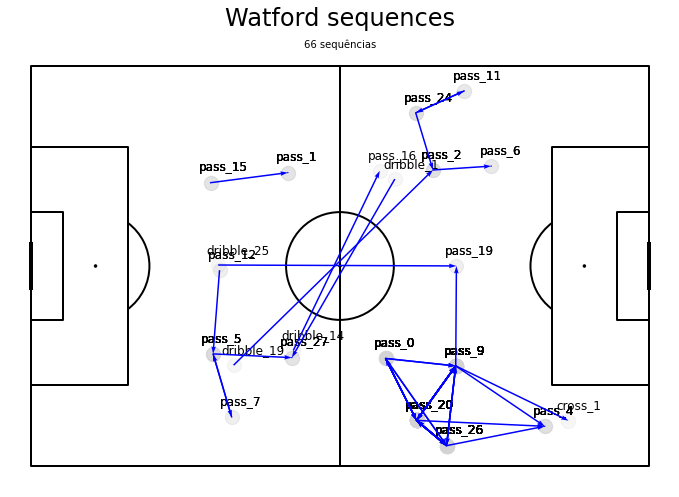 Watford sequences
66 sequências
pass_11
pass_24
pass_16
pass_2
pass_6
dribble_1
pass_1
pass_15
dribble_25
pass_12
pass_19
pass_5
dribble_19
dribble_14
pass_27
pass_0
pass_9
pass_7
pass_20
pass_26
pass_4
cross_1